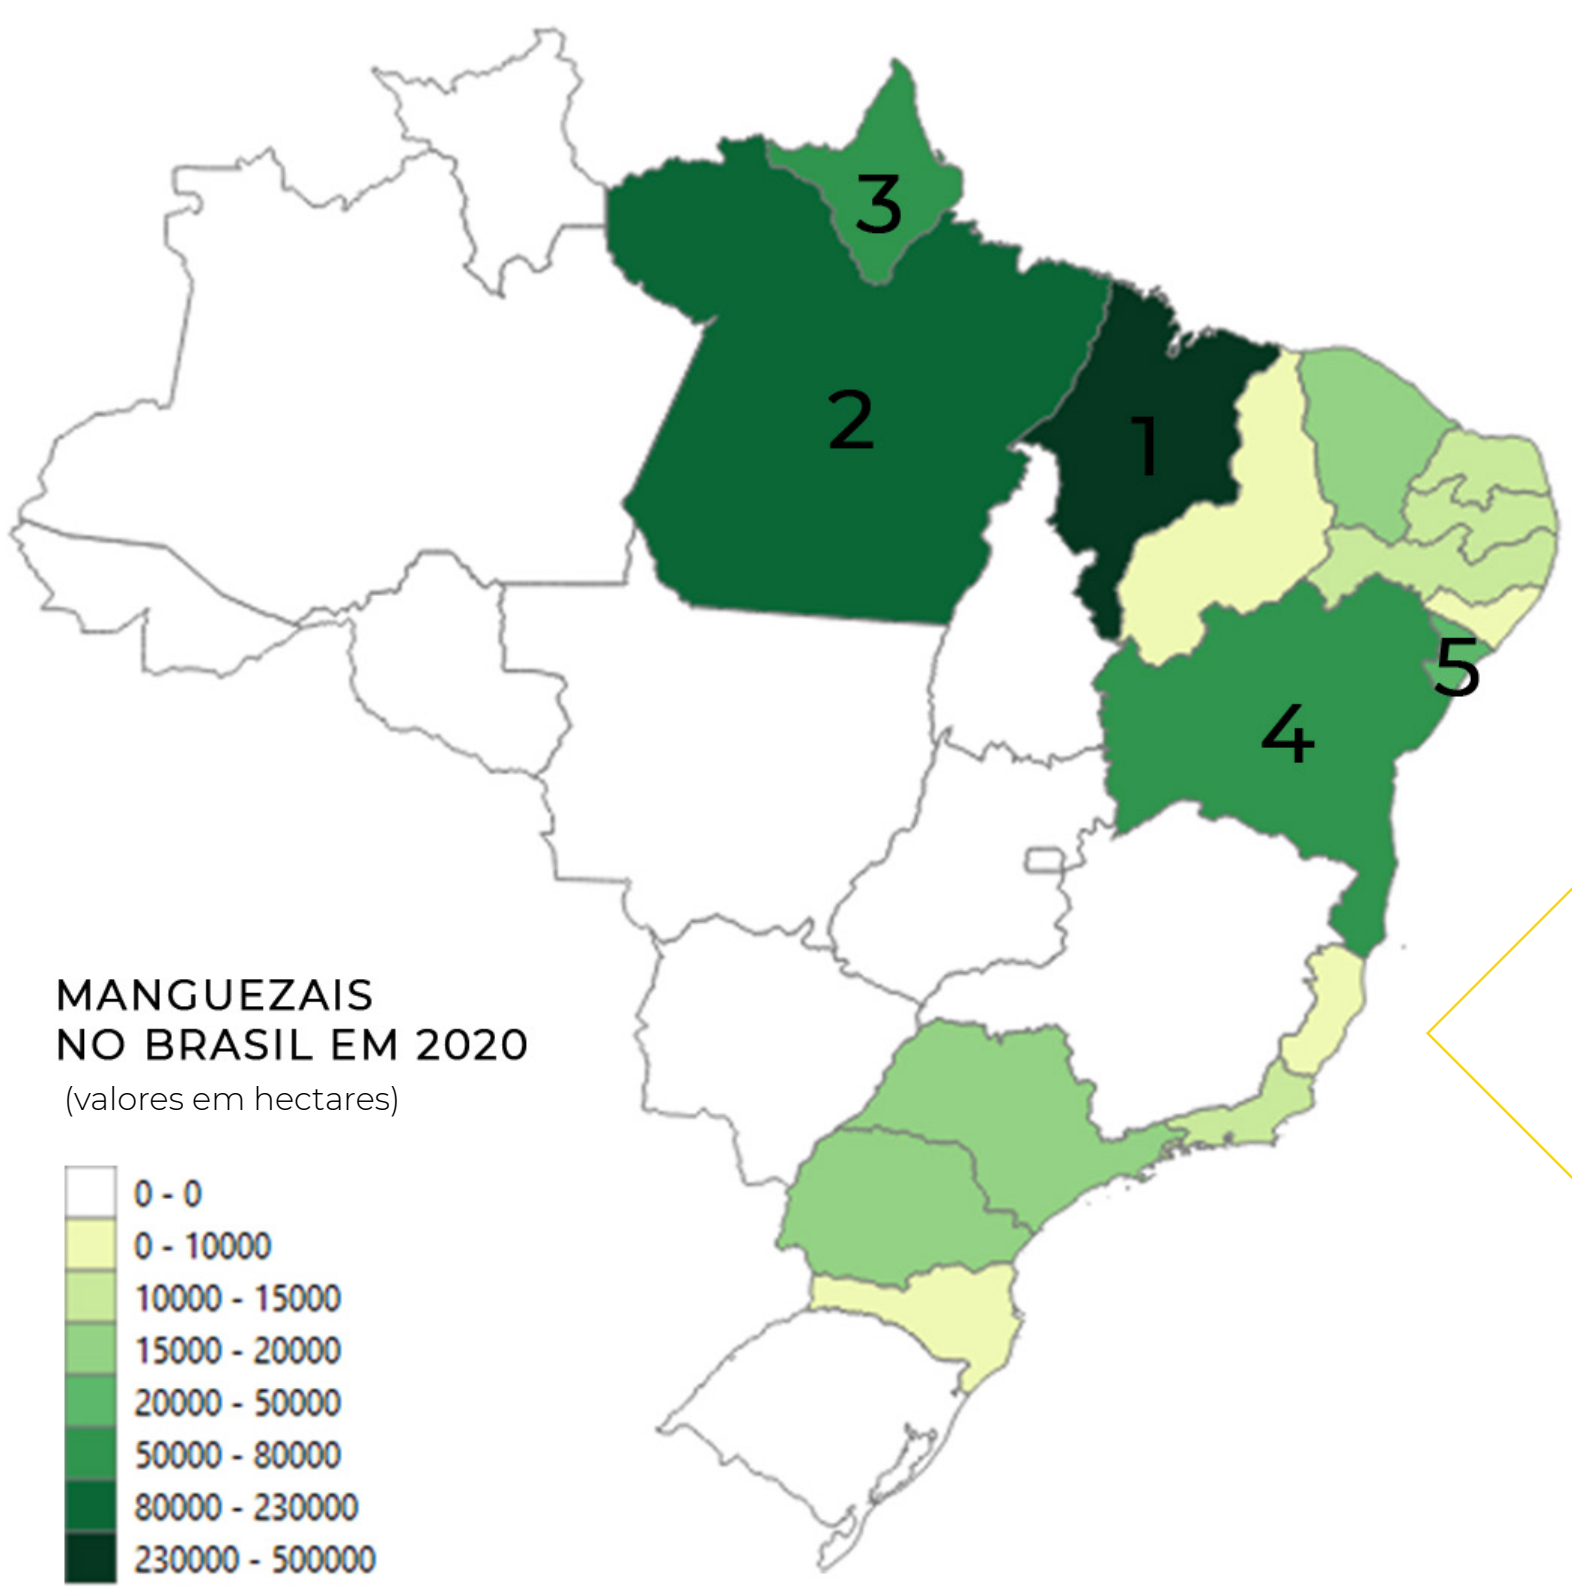 3
2
1
5
4
MANGUEZAIS
NO BRASIL EM 2020
(valores em hectares)
0 - 0
0 - 10000
10000 - 15000
15000 - 20000
20000 - 50000
50000 - 80000
80000 - 230000
230000 - 500000